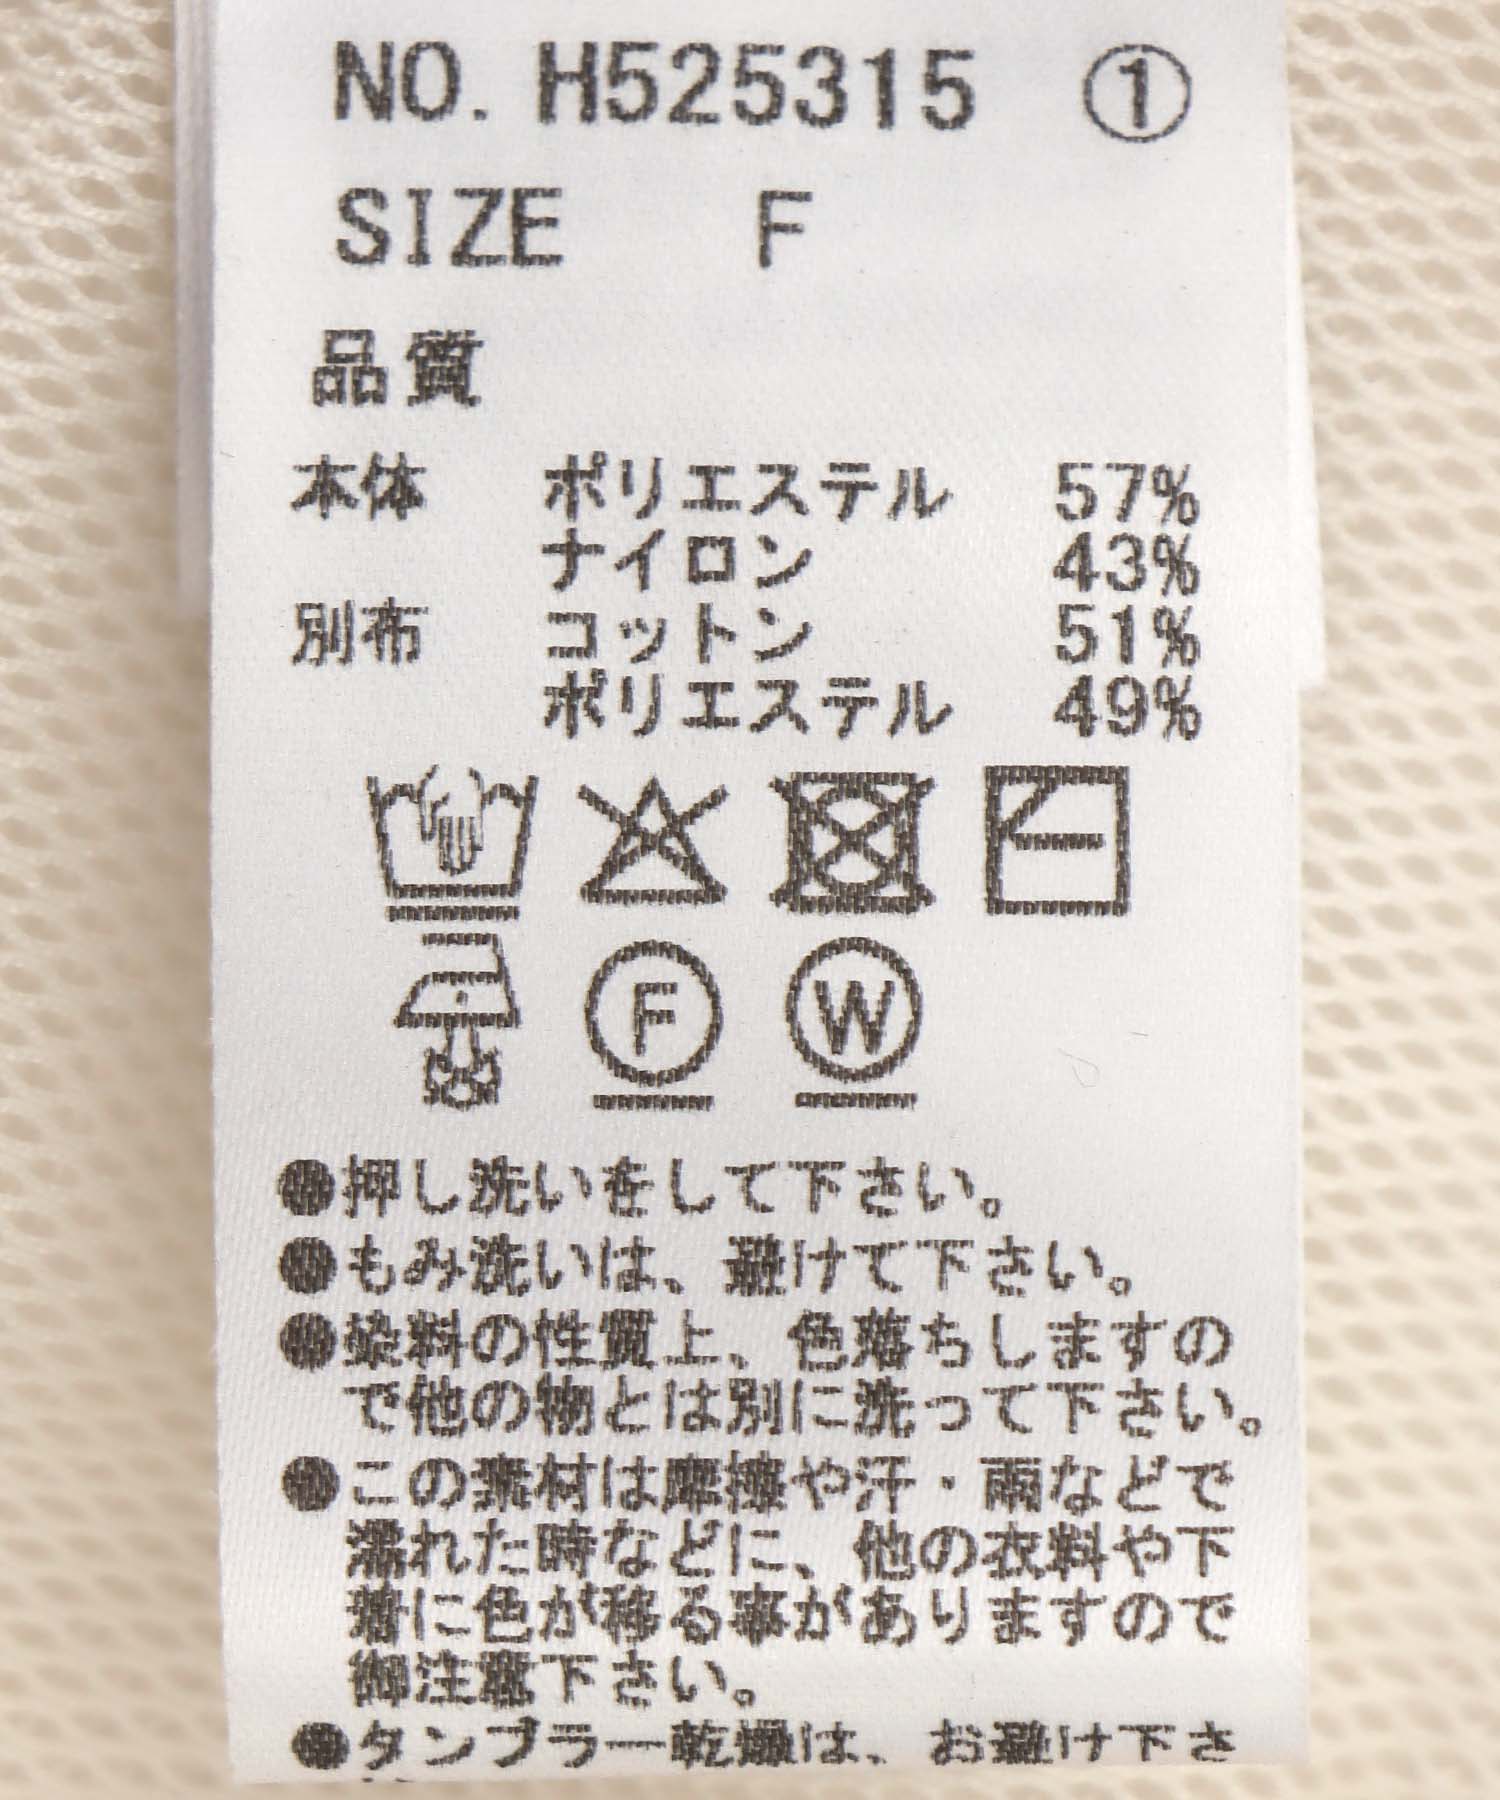 NO. H525315 ①
SIZE F
品質
本体 ポリエステル 57%
ナイロン 43%
別布 コットン 51%
ポリエステル 49%
F W
●押し洗いをして下さい。
●もみ洗いは、避けて下さい。
●染料の性質上、色落ちしますの
で他の物とは別に洗って下さい。
●この素材は摩擦や汗・雨などで
濡れた時などに、他の衣料や下
着に色が移る事がありますので
御注意下さい。
●タンブラー乾燥は、お避け下さ